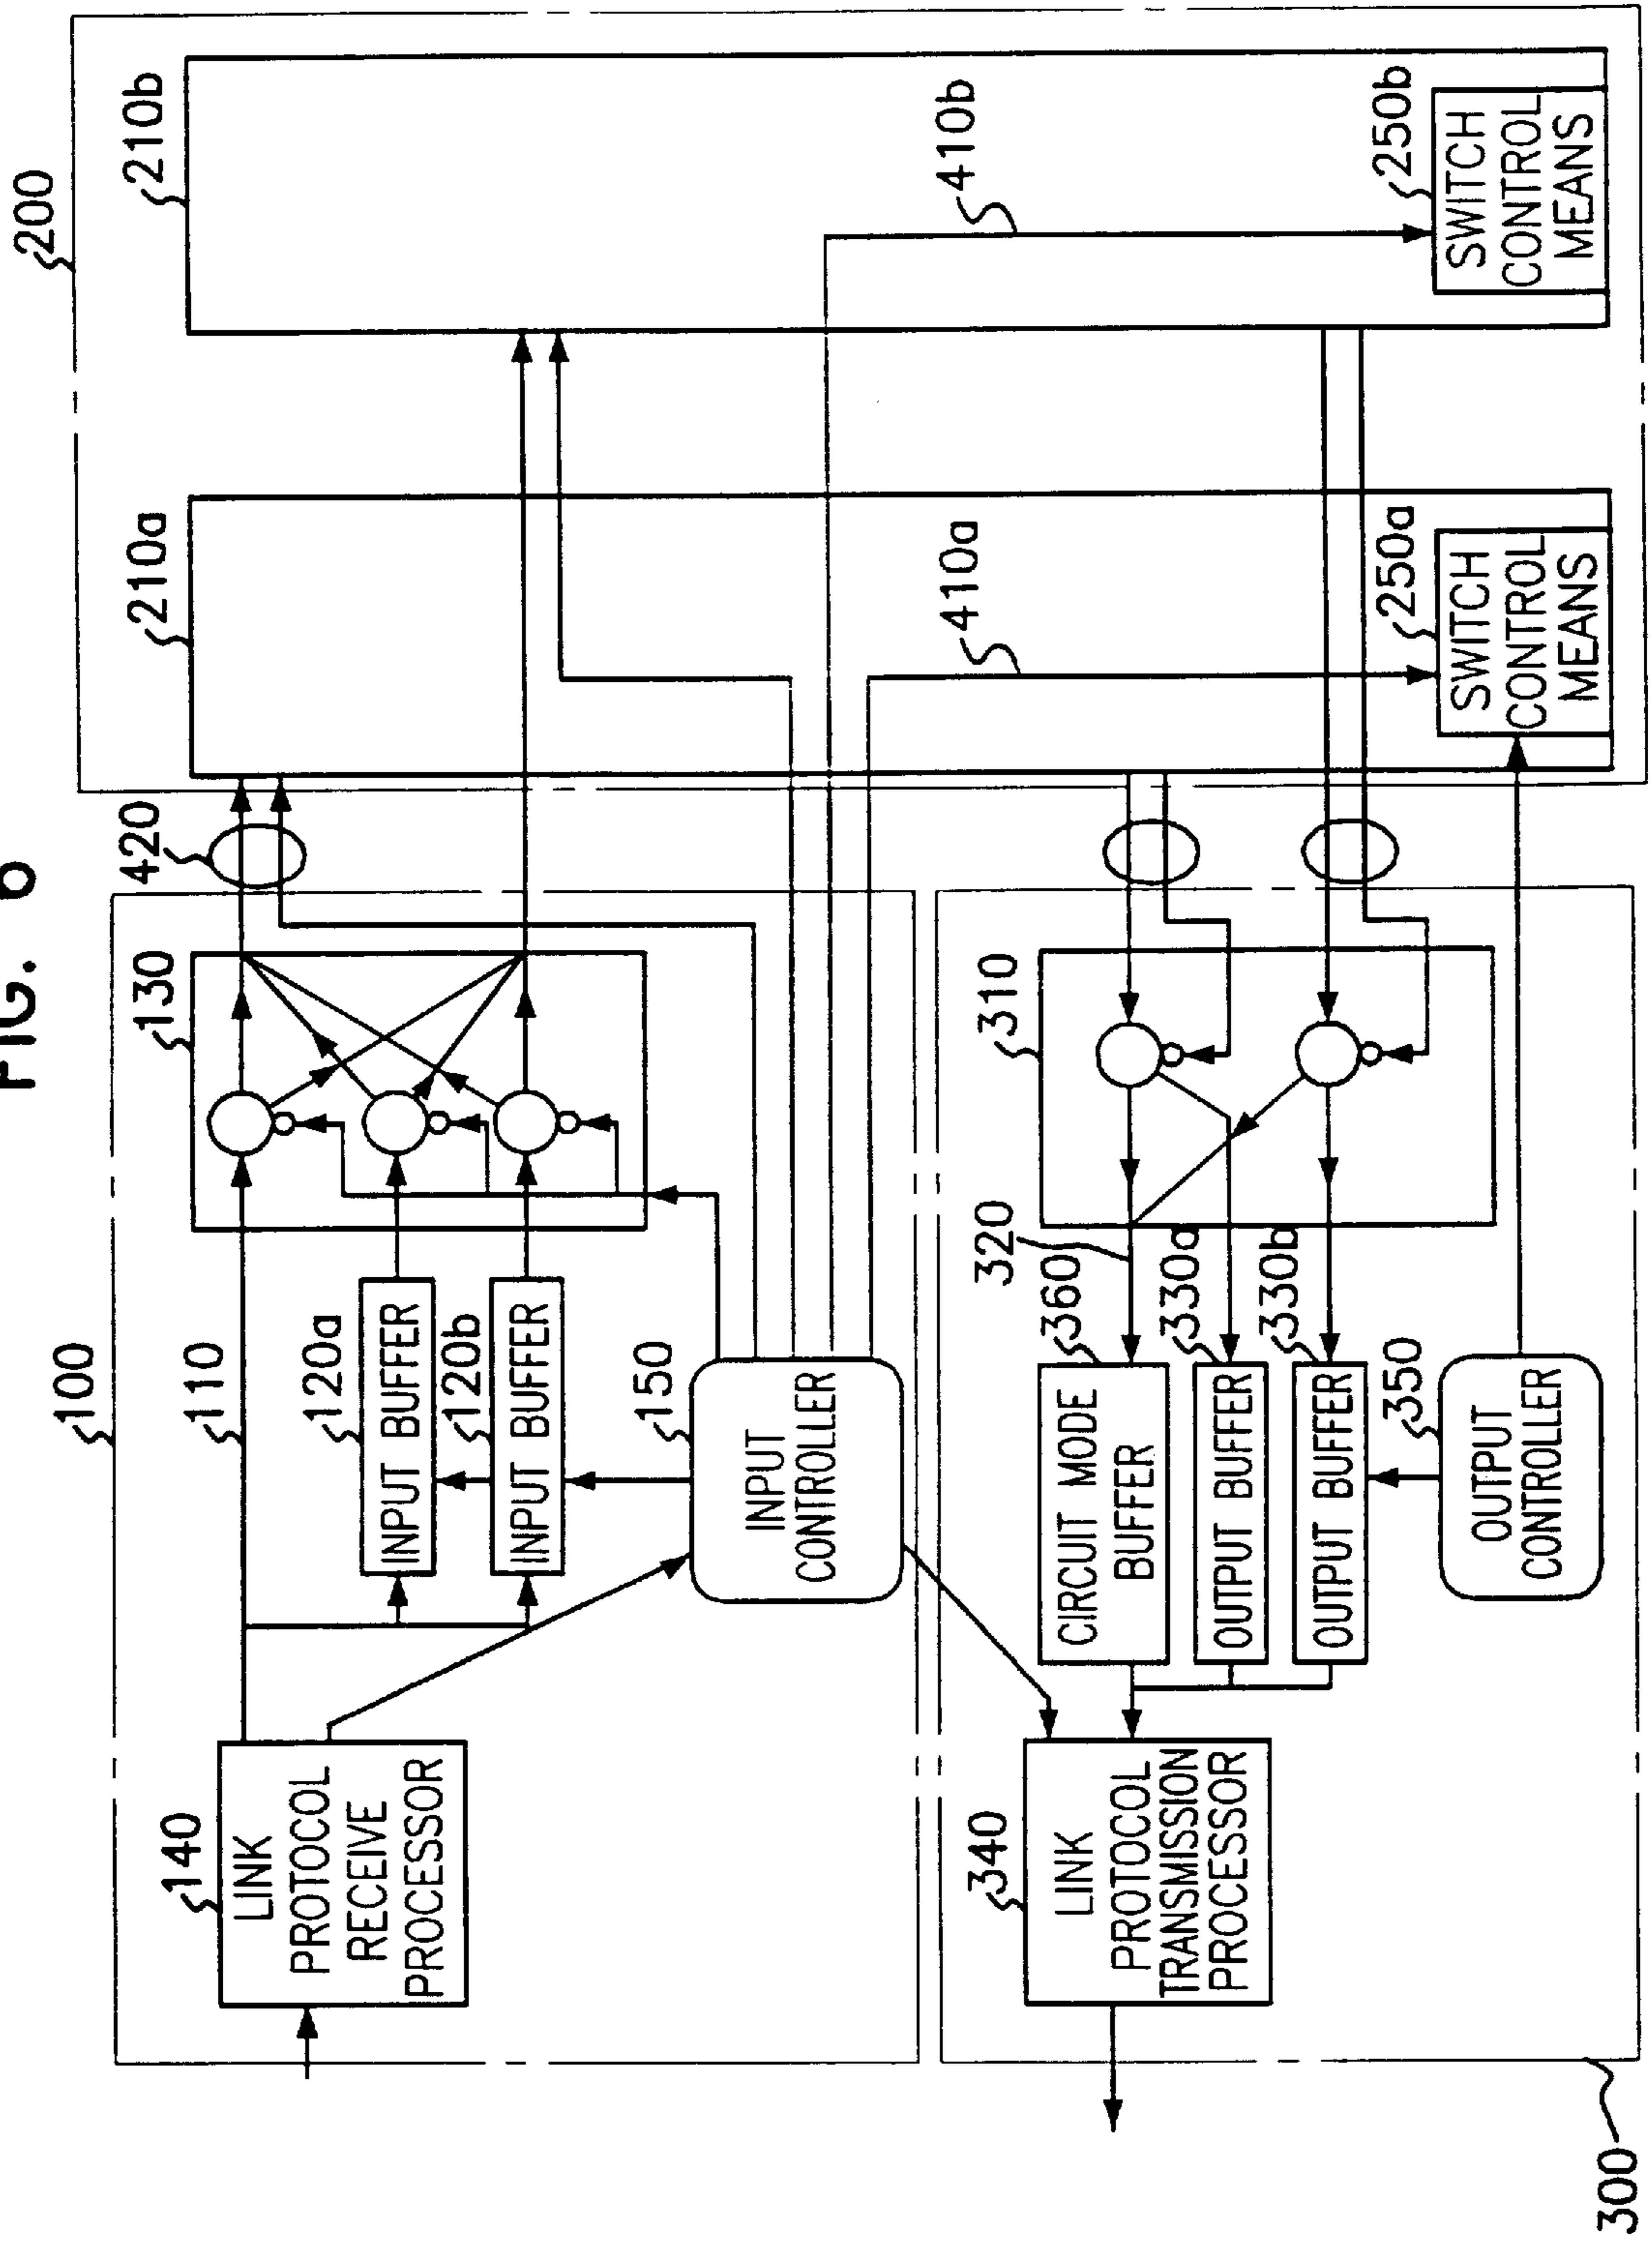 FIG.
200
100
210b
210a
420
130
110
120a
INPUT BUFFER
120b
INPUT BUFFER
140
LINK
PROTOCOL
RECEIVE
PROCESSOR
150
INPUT
CONTROLLER
410b
410a
310
320
360
CIRCUIT MODE
BUFFER
330a
OUTPUT BUFFER
330b
OUTPUT BUFFER
340
LINK
PROTOCOL
TRANSMISSION
PROCESSOR
350
OUTPUT
CONTROLLER
250a
SWITCH
CONTROL
MEANS
250b
SWITCH
CONTROL
MEANS
300